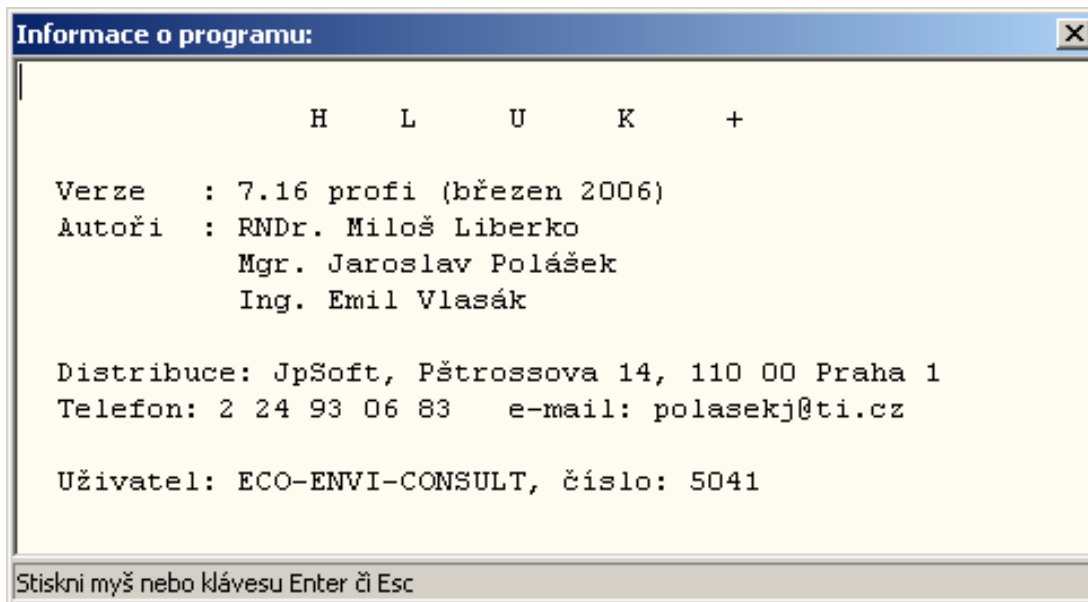 Informace o programu:
H L U K +
Verze : 7.16 profi (březen 2006)
Autoři : RNDr. Miloš Liberko
Mgr. Jaroslav Polášek
Ing. Emil Vlasák
Distribuce: JpSoft, Pštrossova 14, 110 00 Praha 1
Telefon: 2 24 93 06 83 e-mail: polasekj@ti.cz
Uživatel: ECO-ENVI-CONSULT, číslo: 5041
Stiskni myš nebo klávesu Enter či Esc